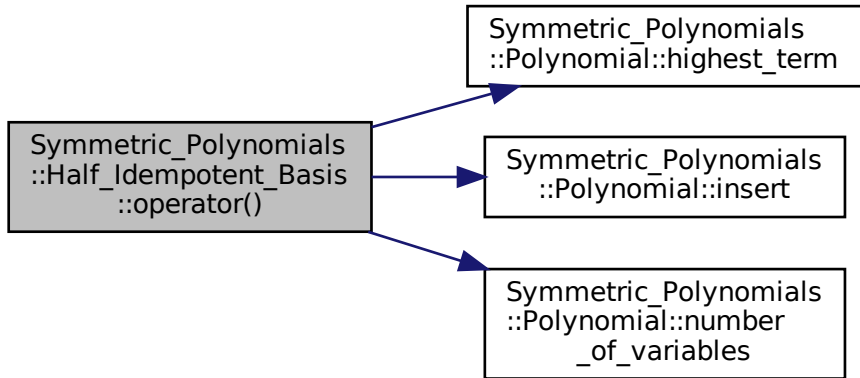 Symmetric_Polynomials
::Half_Idempotent_Basis
::operator()
Symmetric_Polynomials
::Polynomial::highest_term
Symmetric_Polynomials
::Polynomial::insert
Symmetric_Polynomials
::Polynomial::number
_of_variables